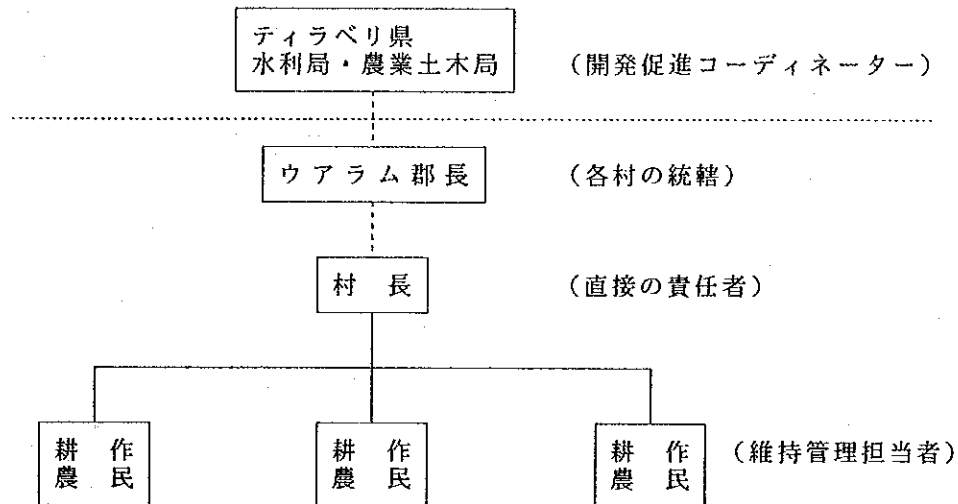 ティラベリ県
水利局・農業土木局
(開発促進コーディネーター)
ウアラム郡長
(各村の統轄)
村 長
(直接の責任者)
耕 作
農 民
耕 作
農 民
耕 作
農 民
(維持管理担当者)